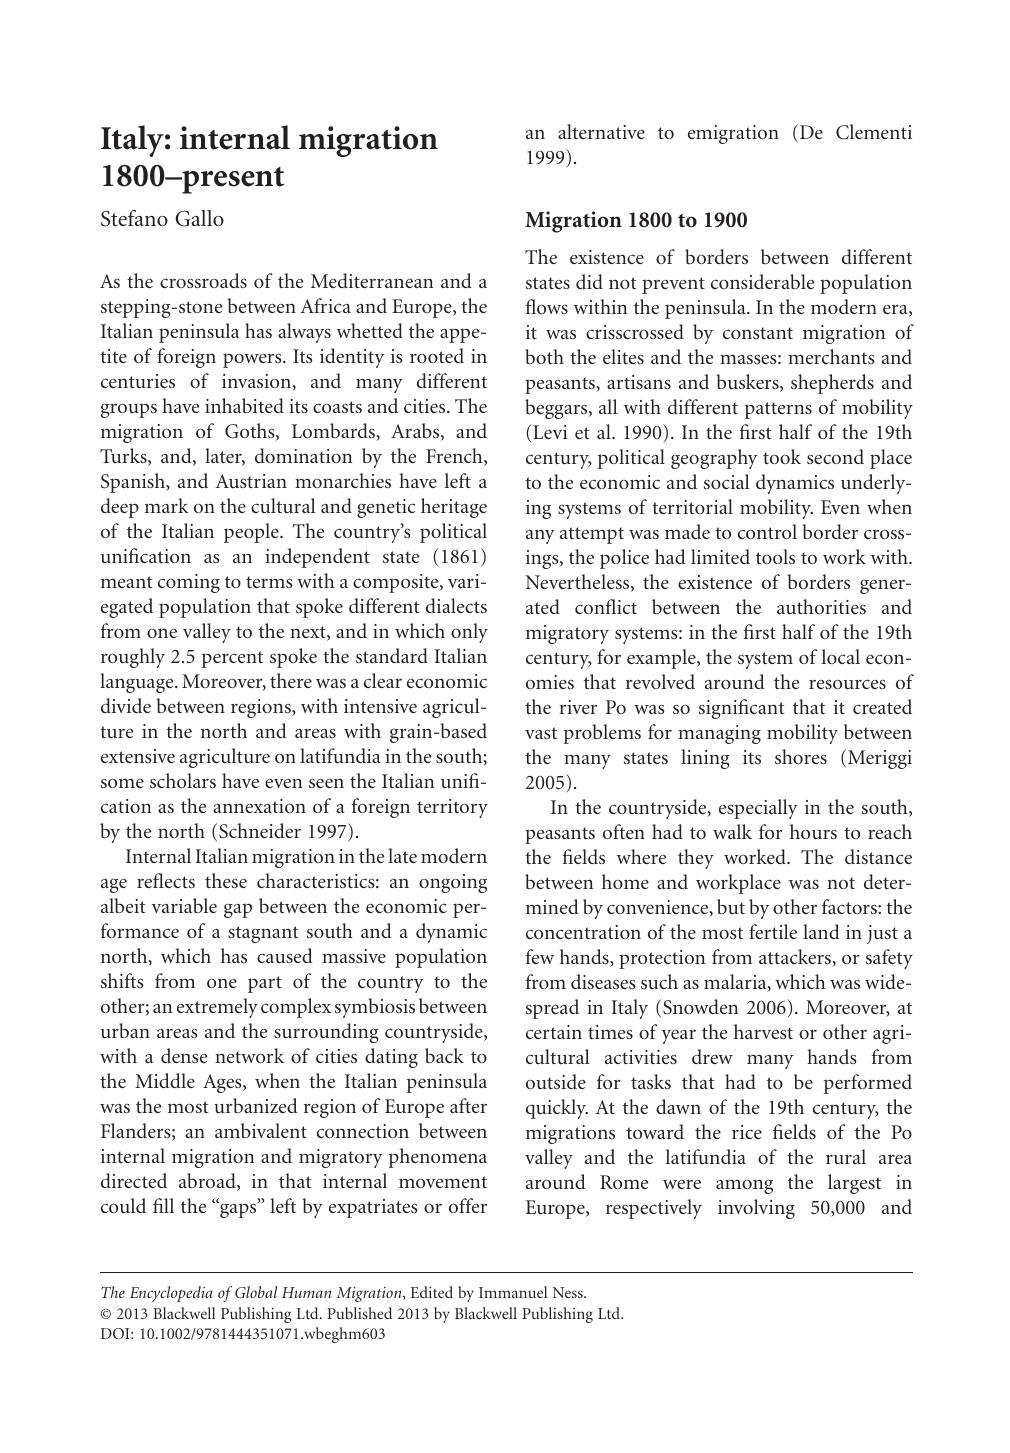 Italy: internal migration
1800–present
Stefano Gallo
As the crossroads of the Mediterranean and a
stepping-stone between Africa and Europe, the
Italian peninsula has always whetted the appe-
tite of foreign powers. Its identity is rooted in
centuries of invasion, and many different
groups have inhabited its coasts and cities. The
migration of Goths, Lombards, Arabs, and
Turks, and, later, domination by the French,
Spanish, and Austrian monarchies have left a
deep mark on the cultural and genetic heritage
of the Italian people. The country’s political
unification as an independent state (1861)
meant coming to terms with a composite, vari-
egated population that spoke different dialects
from one valley to the next, and in which only
roughly 2.5 percent spoke the standard Italian
language. Moreover, there was a clear economic
divide between regions, with intensive agricul-
ture in the north and areas with grain-based
extensive agriculture on latifundia in the south;
some scholars have even seen the Italian unifi-
cation as the annexation of a foreign territory
by the north (Schneider 1997).
Internal Italian migration in the late modern
age reflects these characteristics: an ongoing
albeit variable gap between the economic per-
formance of a stagnant south and a dynamic
north, which has caused massive population
shifts from one part of the country to the
other; an extremely complex symbiosis between
urban areas and the surrounding countryside,
with a dense network of cities dating back to
the Middle Ages, when the Italian peninsula
was the most urbanized region of Europe after
Flanders; an ambivalent connection between
internal migration and migratory phenomena
directed abroad, in that internal movement
could fill the “gaps” left by expatriates or offer
an alternative to emigration (De Clementi
1999).
Migration 1800 to 1900
The existence of borders between different
states did not prevent considerable population
flows within the peninsula. In the modern era,
it was crisscrossed by constant migration of
both the elites and the masses: merchants and
peasants, artisans and buskers, shepherds and
beggars, all with different patterns of mobility
(Levi et al. 1990). In the first half of the 19th
century, political geography took second place
to the economic and social dynamics underly-
ing systems of territorial mobility. Even when
any attempt was made to control border cross-
ings, the police had limited tools to work with.
Nevertheless, the existence of borders gener-
ated conflict between the authorities and
migratory systems: in the first half of the 19th
century, for example, the system of local econ-
omies that revolved around the resources of
the river Po was so significant that it created
vast problems for managing mobility between
the many states lining its shores (Meriggi
2005).
In the countryside, especially in the south,
peasants often had to walk for hours to reach
the fields where they worked. The distance
between home and workplace was not deter-
mined by convenience, but by other factors: the
concentration of the most fertile land in just a
few hands, protection from attackers, or safety
from diseases such as malaria, which was wide-
spread in Italy (Snowden 2006). Moreover, at
certain times of year the harvest or other agri-
cultural activities drew many hands from
outside for tasks that had to be performed
quickly. At the dawn of the 19th century, the
migrations toward the rice fields of the Po
valley and the latifundia of the rural area
around Rome were among the largest in
Europe, respectively involving 50,000 and
The Encyclopedia of Global Human Migration, Edited by Immanuel Ness.
© 2013 Blackwell Publishing Ltd. Published 2013 by Blackwell Publishing Ltd.
DOI: 10.1002/9781444351071.wbeghm603